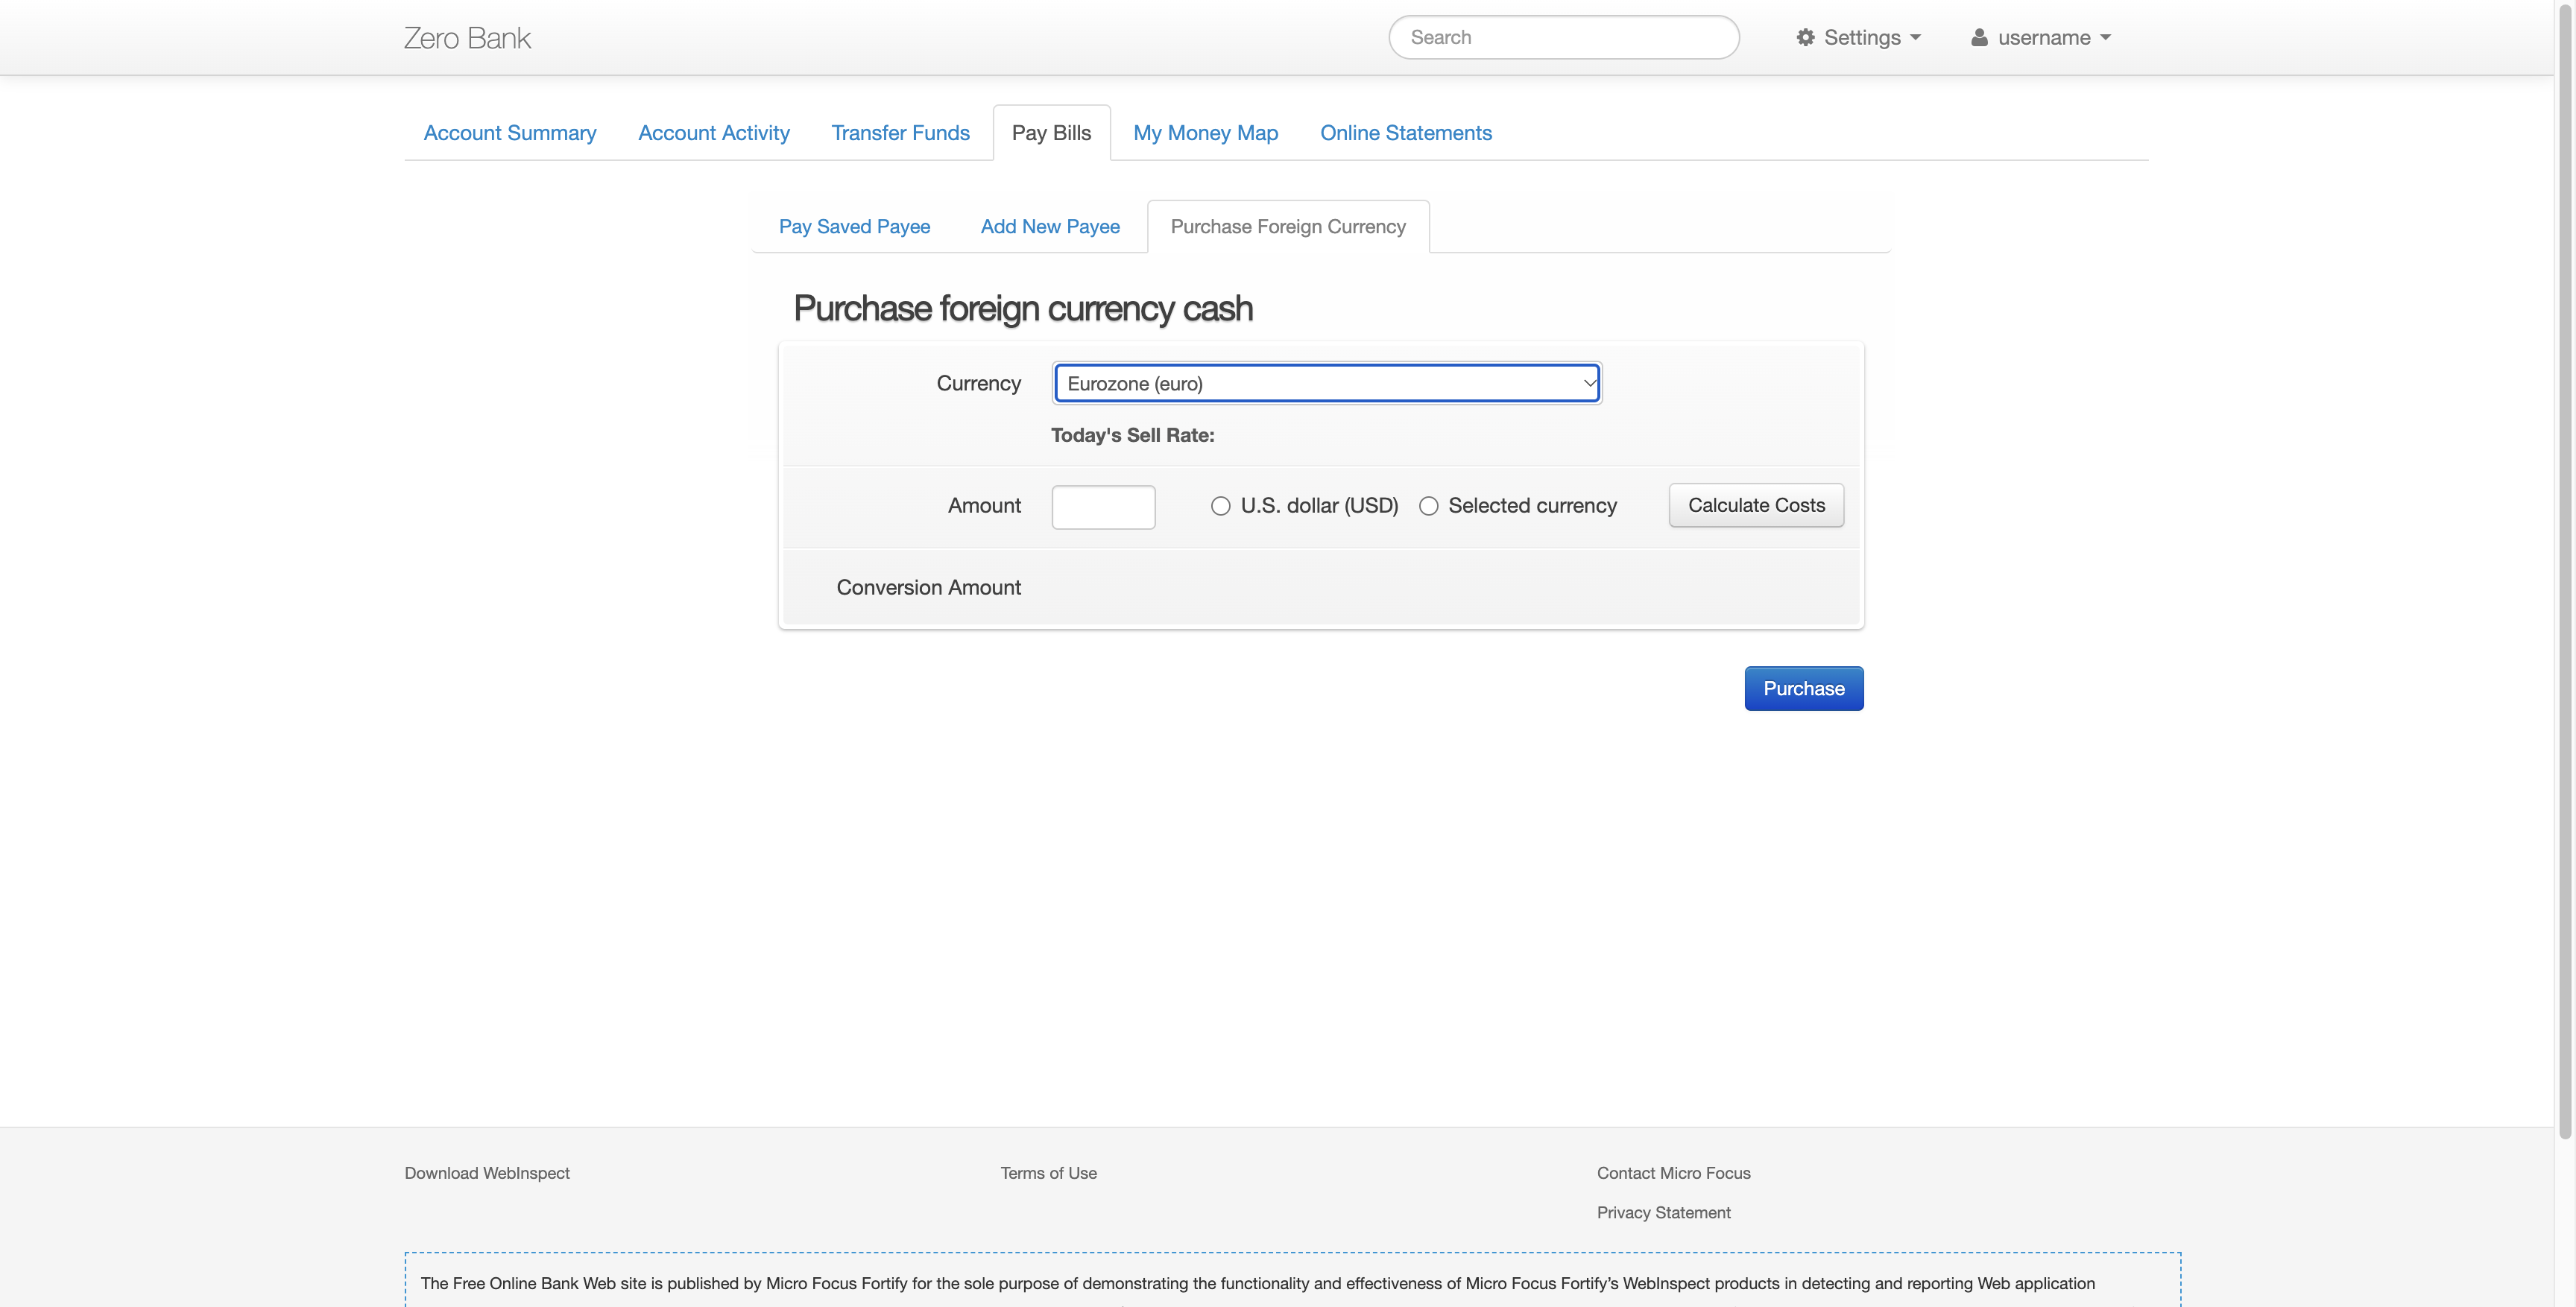 Zero Bank
Search
Settings
username
Account Summary
Account Activity
Transfer Funds
Pay Bills
My Money Map
Online Statements
Pay Saved Payee
Add New Payee
Purchase Foreign Currency
Purchase foreign currency cash
Currency
Eurozone (euro)
Today's Sell Rate:
Amount
U.S. dollar (USD)
Selected currency
Calculate Costs
Conversion Amount
Purchase
Download WebInspect
Terms of Use
Contact Micro Focus
Privacy Statement
The Free Online Bank Web site is published by Micro Focus Fortify for the sole purpose of demonstrating the functionality and effectiveness of Micro Focus Fortify’s WebInspect products in detecting and reporting Web application